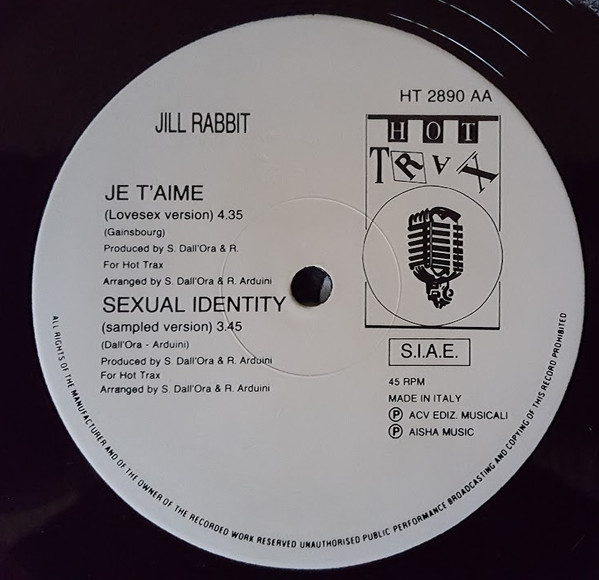 HT 2890 AA
JILL RABBIT
HOT
TRAX
JE T'AIME
(Lovesex version) 4.35
(Gainsbourg)
Produced by S. Dall'Ora & R.
For Hot Trax
Arranged by S. Dall'Ora & R. Arduini
SEXUAL IDENTITY
(sampled version) 3.45
(Dall'Ora - Arduini)
Produced by S. Dall'Ora & R. Arduini
For Hot Trax
Arranged by S. Dall'Ora & R. Arduini
S.I.A.E.
45 RPM
MADE IN ITALY
Ⓟ ACV EDIZ. MUSICALI
Ⓟ AISHA MUSIC
ALL RIGHTS OF THE MANUFACTURER AND OF THE OWNER OF THE RECORDED WORK RESERVED UNAUTHORISED PUBLIC PERFORMANCE BROADCASTING AND COPYING OF THIS RECORD PROHIBITED